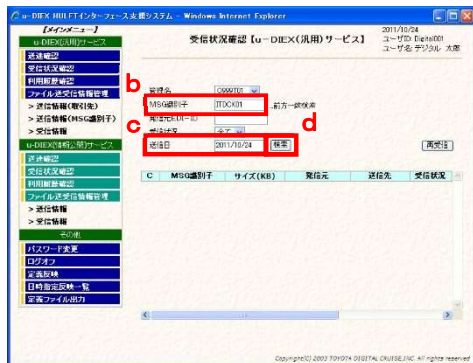 u-DIEX HULFTインターフェース支援システム - Windows Internet Explorer
[メインメニュー]
u-DIEX(汎用)サービス
送達確認
受信状況確認
利用履歴確認
ファイル送受信情報管理
> 送信情報(取引先)
> 送信情報(MSG識別子)
> 受信情報
u-DIEX(情報公開)サービス
送達確認
受信状況確認
利用履歴確認
ファイル送受信情報管理
> 送信情報
> 受信情報
その他
パスワード変更
ログオフ
定義反映
日時指定反映一覧
定義ファイル出力
受信状況確認【u-DIEX(汎用)サービス】
2011/10/24
ユーザID: Digital001
ユーザ名: デジタル 太郎
b
管理名
MSG識別子
..前方一致検索
発信元EDI-ID
c
d
受信状況
全て
送信日
2011/10/24
検索
再受信
C MSG識別子 サイズ(KB) 発信元 送信先 受信状況
Copyright(C) 2003 TOYOTA DIGITAL CRUISE,INC. All rights reserved